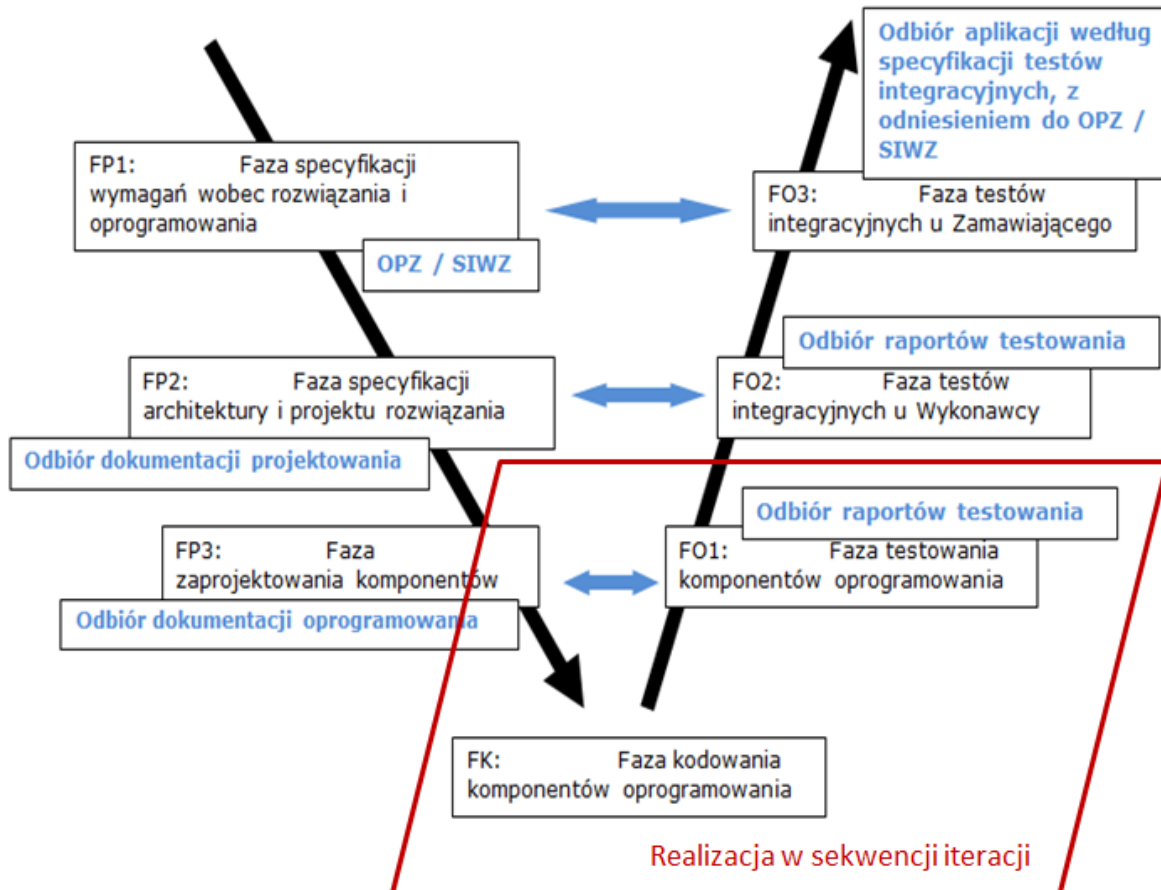 Odbiór aplikacji według
specyfikacji testów
integracyjnych, z
odniesieniem do OPZ /
SIWZ
FP1: Faza specyfikacji
wymagań wobec rozwiązania i
oprogramowania
OPZ / SIWZ
FO3: Faza testów
integracyjnych u Zamawiającego
Odbiór raportów testowania
FP2: Faza specyfikacji
architektury i projektu rozwiązania
Odbiór dokumentacji projektowania
FO2: Faza testów
integracyjnych u Wykonawcy
Odbiór raportów testowania
FP3: Faza
zaprojektowania komponentów
Odbiór dokumentacji oprogramowania
FO1: Faza testowania
komponentów oprogramowania
FK: Faza kodowania
komponentów oprogramowania
Realizacja w sekwencji iteracji